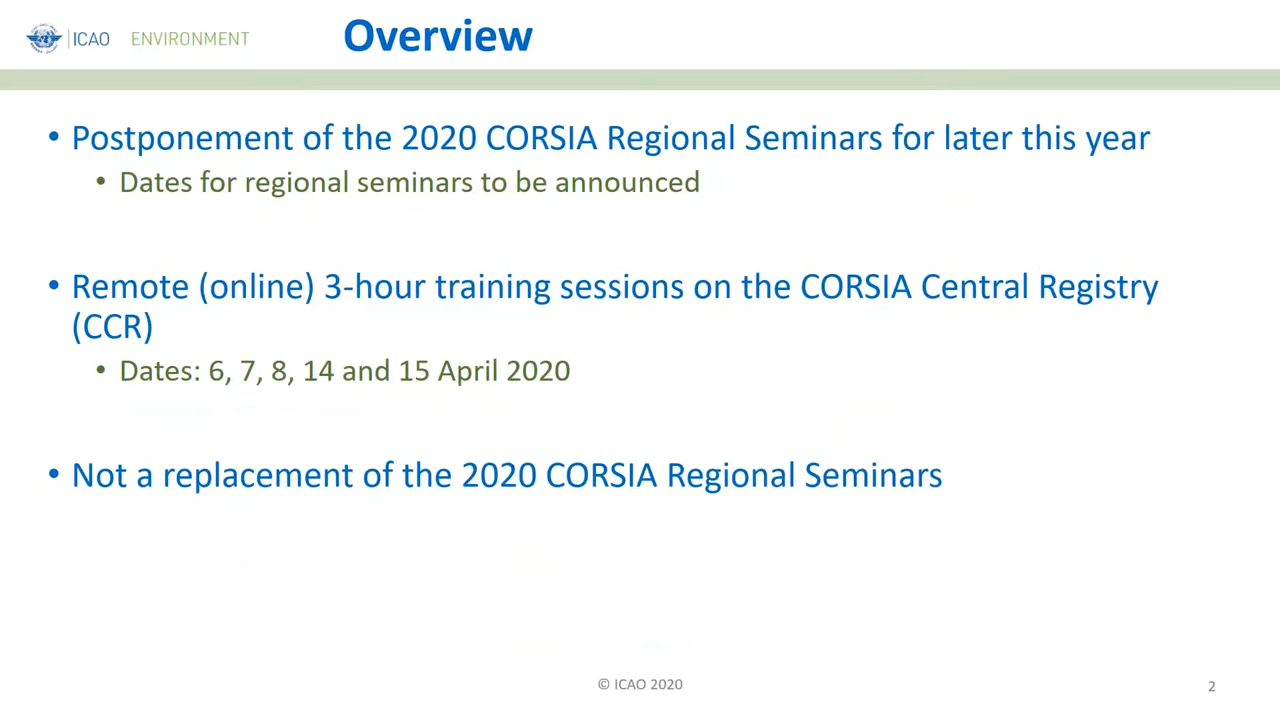 ICAO ENVIRONMENT
Overview
• Postponement of the 2020 CORSIA Regional Seminars for later this year
• Dates for regional seminars to be announced
• Remote (online) 3-hour training sessions on the CORSIA Central Registry
(CCR)
• Dates: 6, 7, 8, 14 and 15 April 2020
• Not a replacement of the 2020 CORSIA Regional Seminars
© ICAO 2020
2